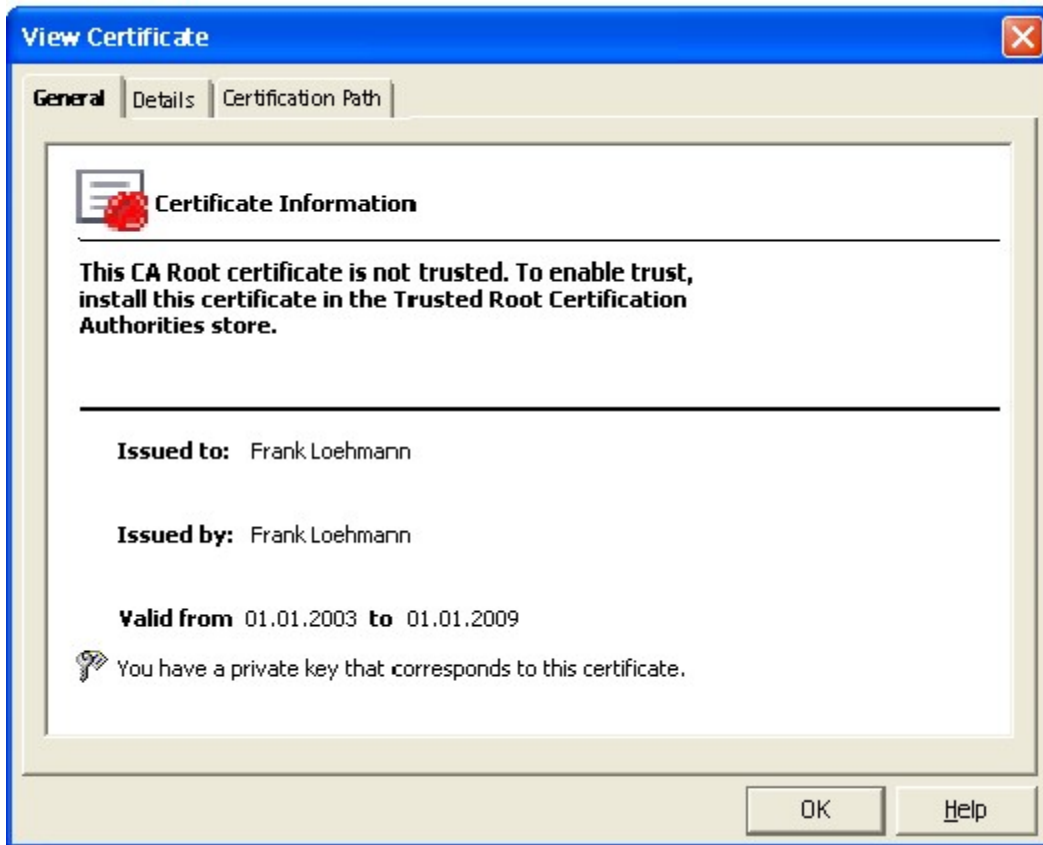 View Certificate
General Details Certification Path
Certificate Information
This CA Root certificate is not trusted. To enable trust,
install this certificate in the Trusted Root Certification
Authorities store.
Issued to: Frank Loehmann
Issued by: Frank Loehmann
Valid from 01.01.2003 to 01.01.2009
You have a private key that corresponds to this certificate.
OK Help